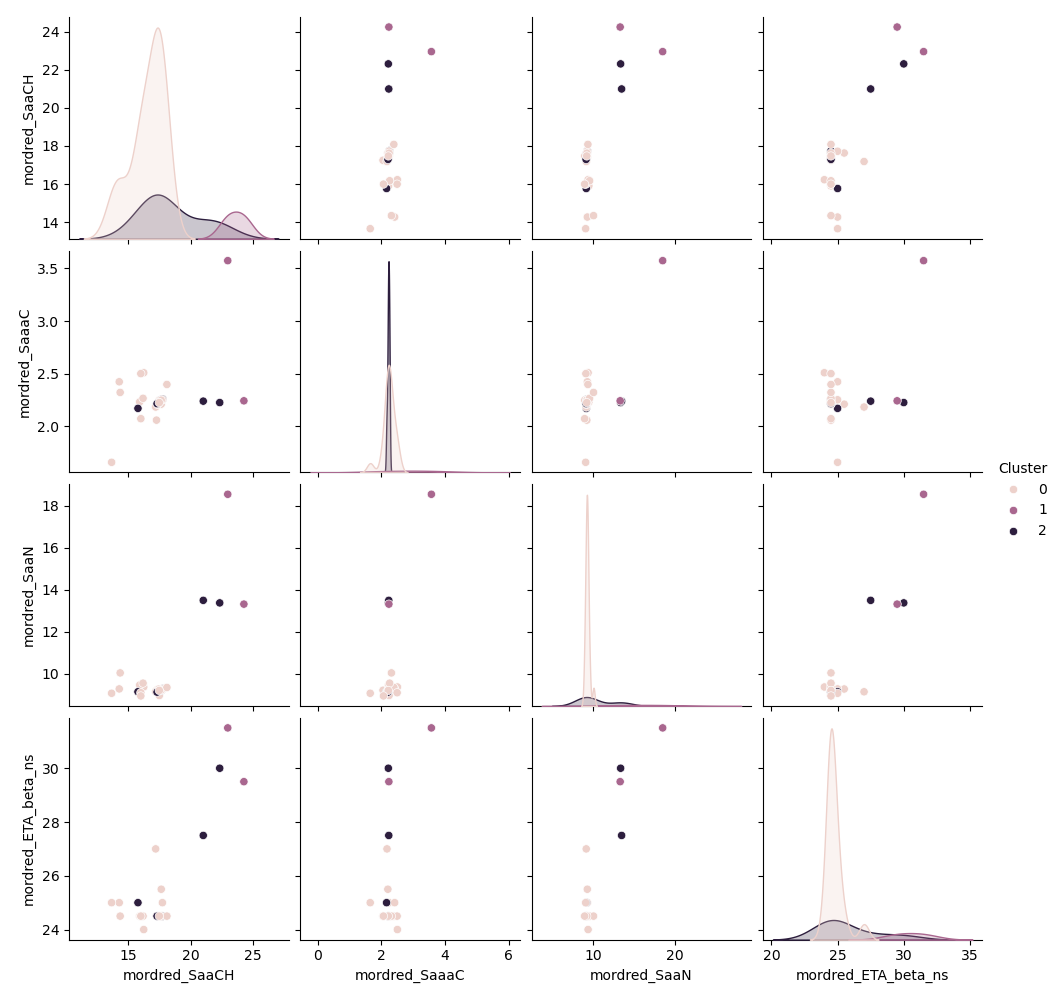 24
22
20
18
16
14
mordred_SaaCH
3.5
3.0
2.5
2.0
mordred_SaaaC
18
16
14
12
10
mordred_SaaN
30
28
26
24
mordred_ETA_beta_ns
15 20 25
mordred_SaaCH
0 2 4 6
mordred_SaaaC
10 20
mordred_SaaN
20 25 30 35
mordred_ETA_beta_ns
Cluster
0
1
2